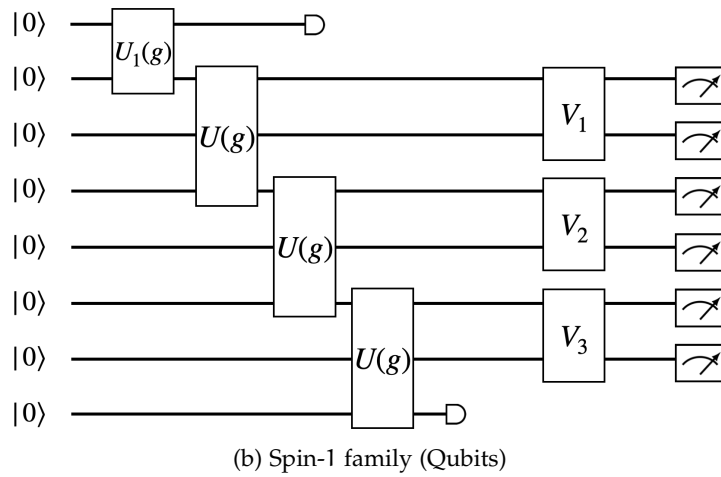 |0⟩
U₁(g)
|0⟩
U(g)
V₁
|0⟩
|0⟩
U(g)
V₂
|0⟩
|0⟩
U(g)
V₃
|0⟩
|0⟩
(b) Spin-1 family (Qubits)